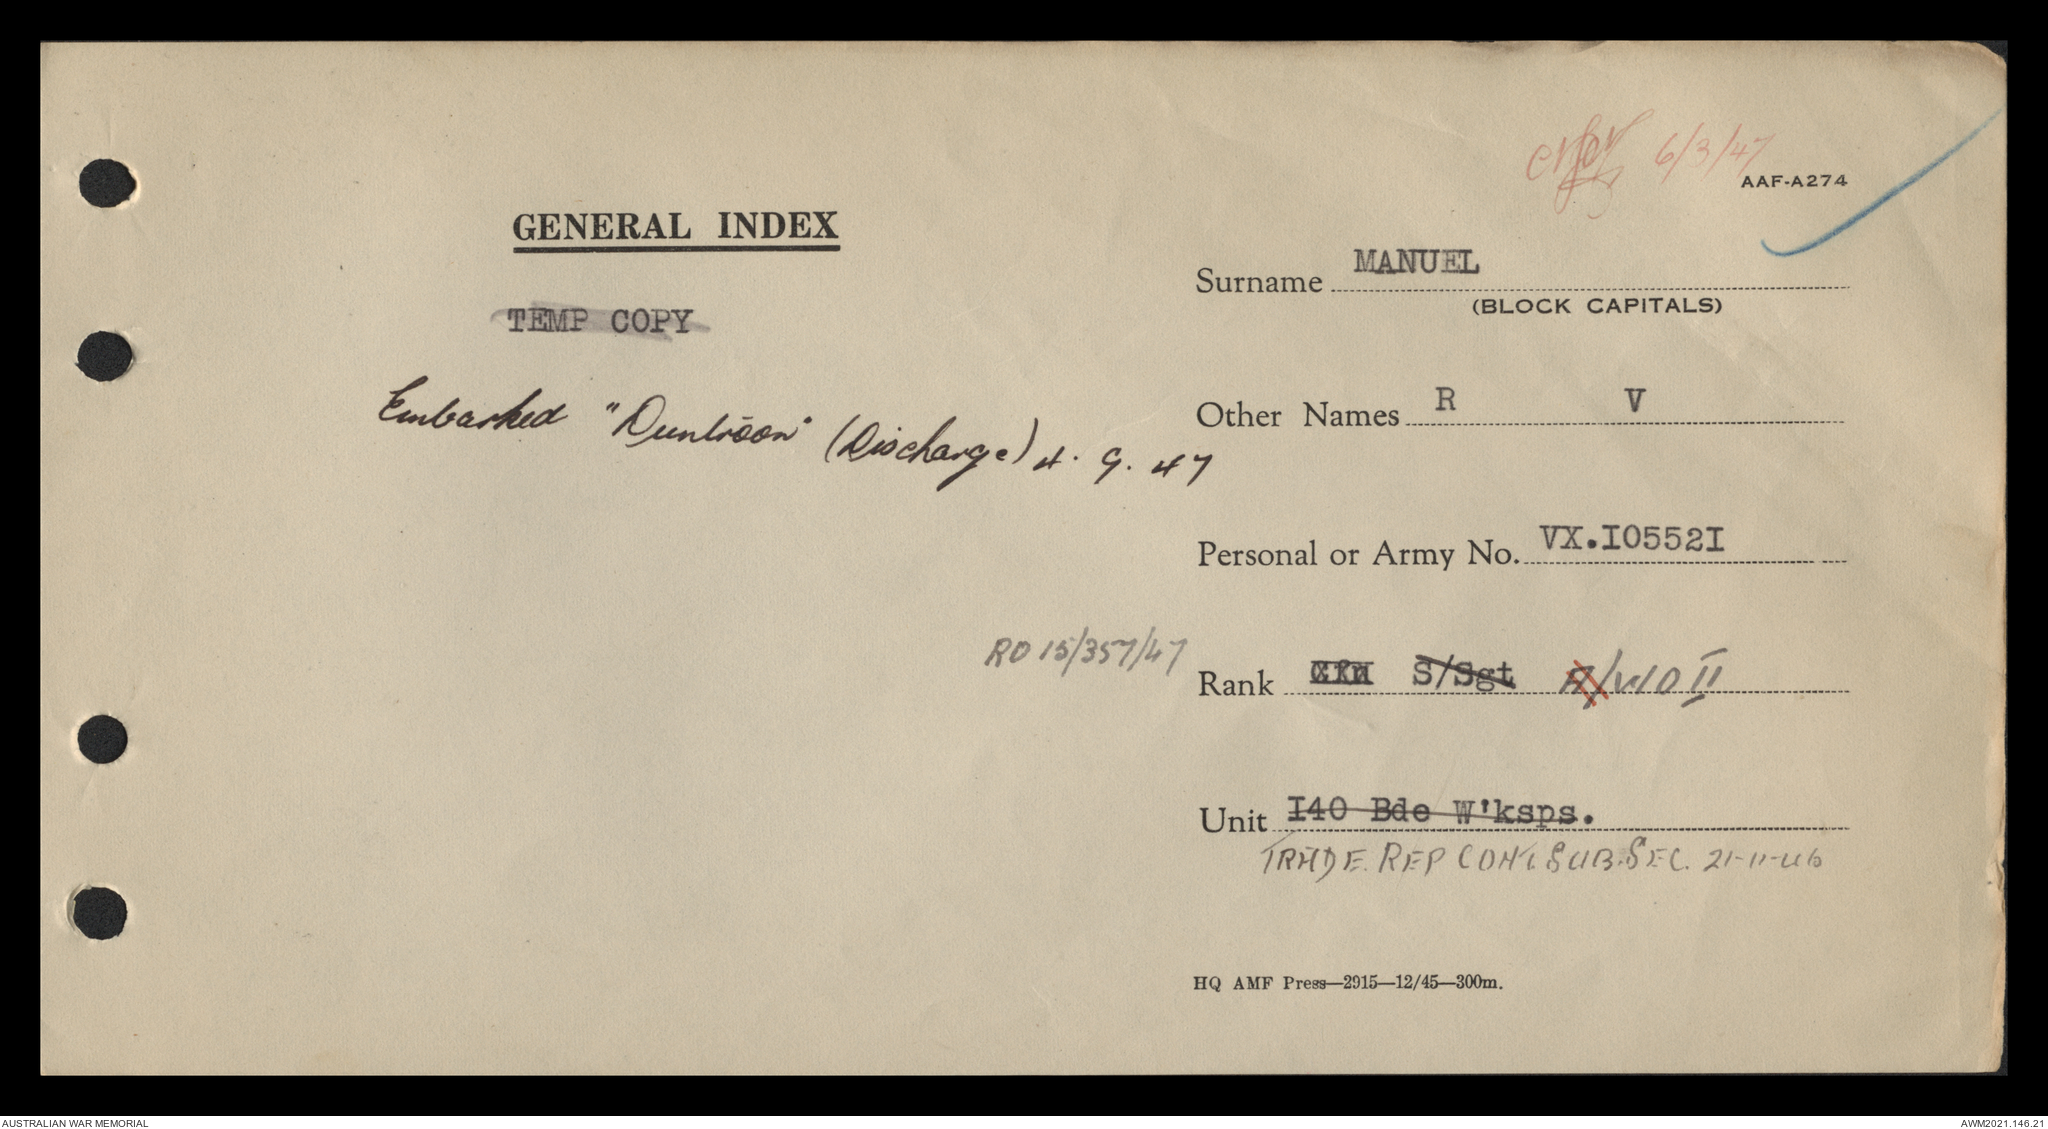 6/3/47
AAF-A274
GENERAL INDEX
Surname MANUEL
(BLOCK CAPITALS)
TEMP COPY
Embarked "Duntroon" (Discharge) 4. 9. 47
Other Names R V
Personal or Army No. VX.I0552I
RO 15/357/47
Rank S/Sgt A/WO II
Unit I40 Bde W'ksps.
TRADE. REP CONT. SUB. SEC. 21-11-46
HQ AMF Press—2915—12/45—300m.
AUSTRALIAN WAR MEMORIAL
AWM2021.146.21